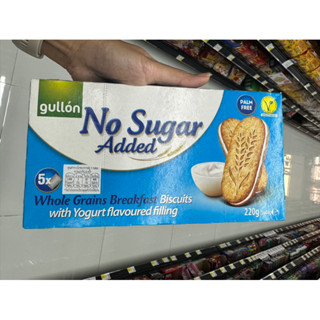 gullón
No Sugar
Added
PALM
FREE
5x
Whole Grains Breakfast Biscuits
with Yogurt flavoured filling
220g